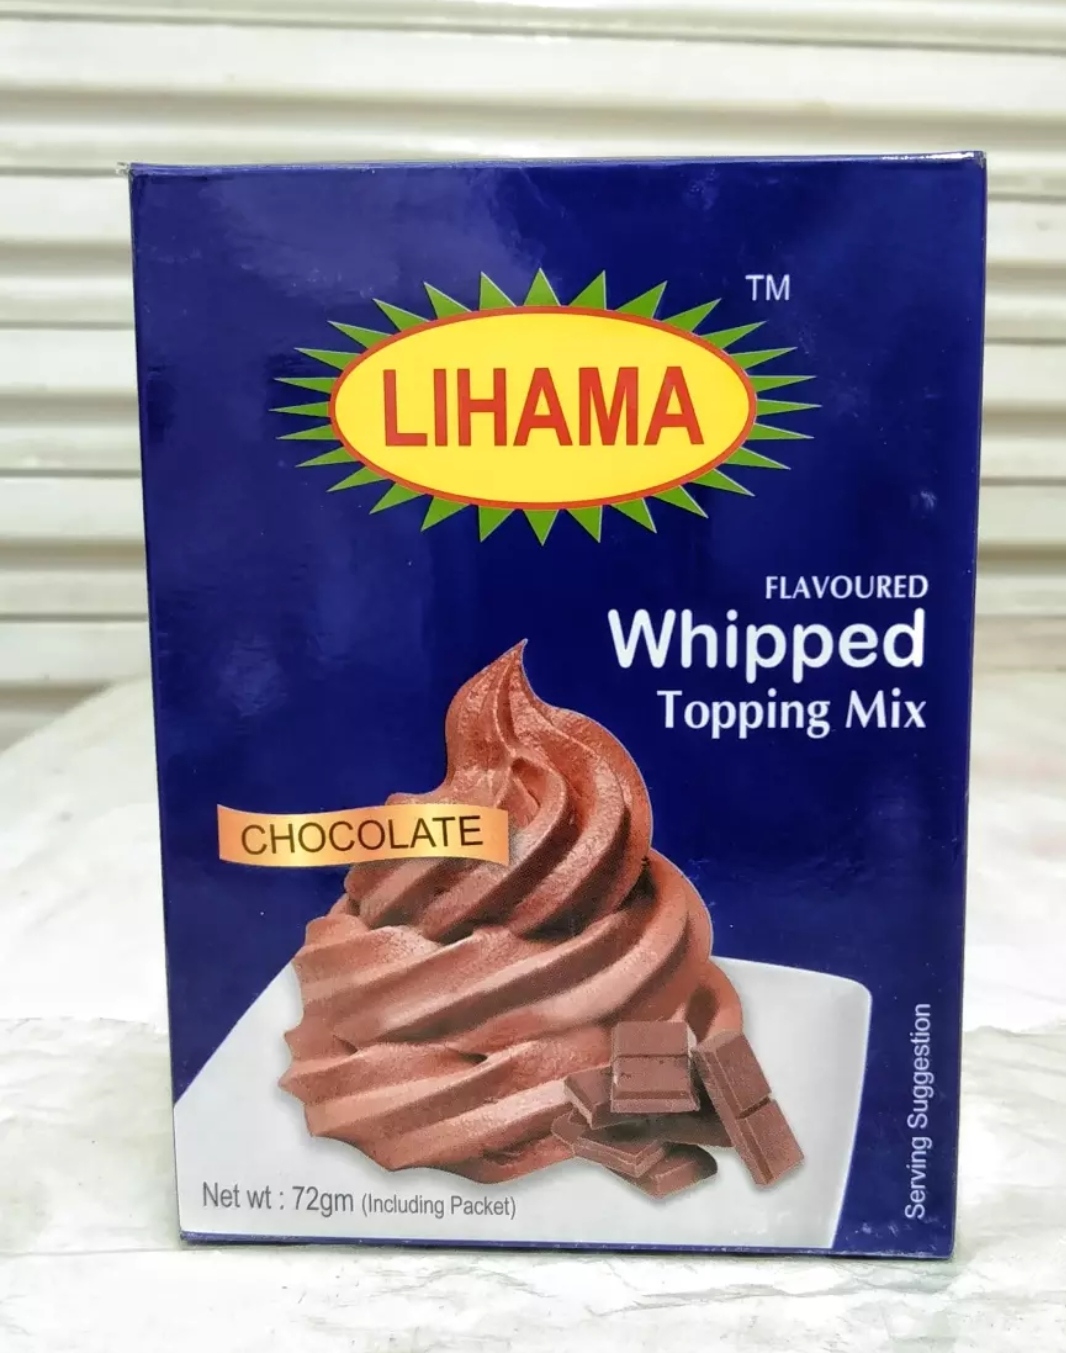 TM
LIHAMA
FLAVOURED
Whipped
Topping Mix
CHOCOLATE
Net wt : 72gm (Including Packet)
Serving Suggestion